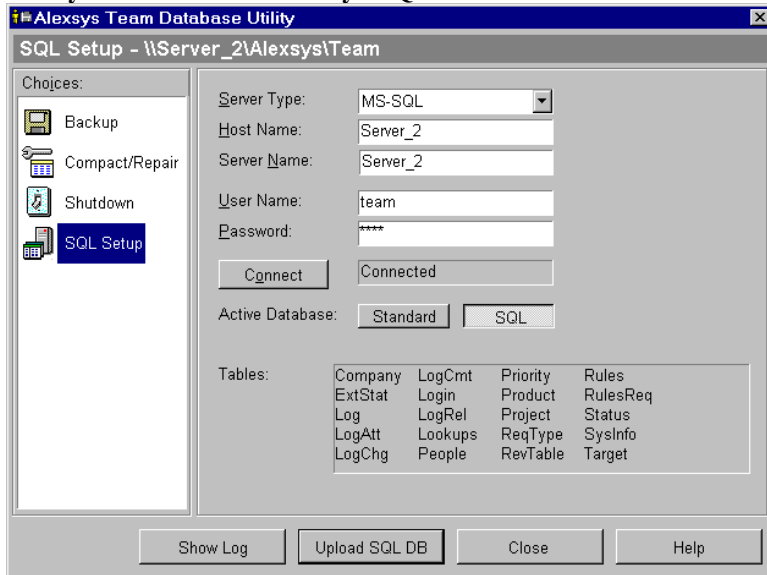 Alexsys Team Database Utility
SQL Setup - \\Server_2\Alexsys\Team
Choices:
Backup
Compact/Repair
Shutdown
SQL Setup
Server Type: MS-SQL
Host Name: Server_2
Server Name: Server_2
User Name: team
Password: ****
Connect Connected
Active Database: Standard SQL
Tables: Company LogCmt Priority Rules
ExtStat Login Product RulesReq
Log LogRel Project Status
LogAtt Lookups ReqType SysInfo
LogChg People RevTable Target
Show Log Upload SQL DB Close Help